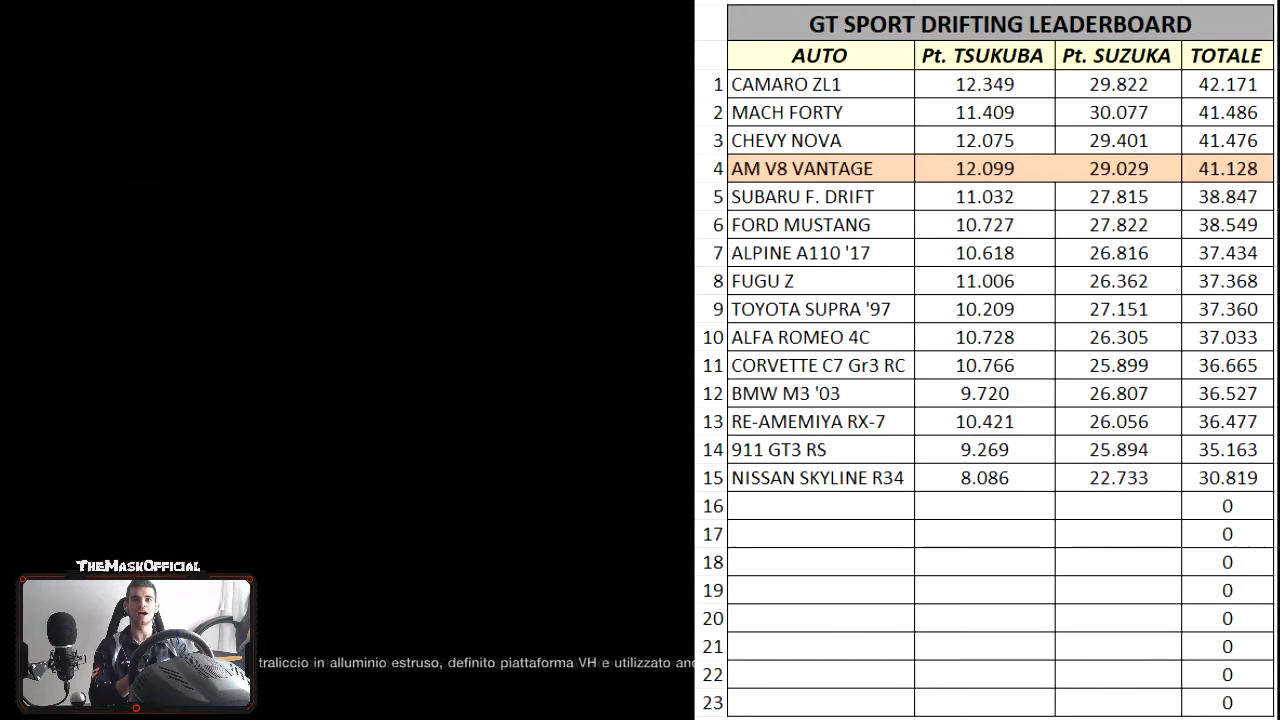 GT SPORT DRIFTING LEADERBOARD
AUTO Pt. TSUKUBA Pt. SUZUKA TOTALE
1 CAMARO ZL1 12.349 29.822 42.171
2 MACH FORTY 11.409 30.077 41.486
3 CHEVY NOVA 12.075 29.401 41.476
4 AM V8 VANTAGE 12.099 29.029 41.128
5 SUBARU F. DRIFT 11.032 27.815 38.847
6 FORD MUSTANG 10.727 27.822 38.549
7 ALPINE A110 '17 10.618 26.816 37.434
8 FUGU Z 11.006 26.362 37.368
9 TOYOTA SUPRA '97 10.209 27.151 37.360
10 ALFA ROMEO 4C 10.728 26.305 37.033
11 CORVETTE C7 Gr3 RC 10.766 25.899 36.665
12 BMW M3 '03 9.720 26.807 36.527
13 RE-AMEMIYA RX-7 10.421 26.056 36.477
14 911 GT3 RS 9.269 25.894 35.163
15 NISSAN SKYLINE R34 8.086 22.733 30.819
16 0
17 0
18 0
19 0
20 0
21 0
22 0
23 0
THEMASKOFFICIAL
traliccio in alluminio estruso, definito piattaforma VH e utilizzato anc